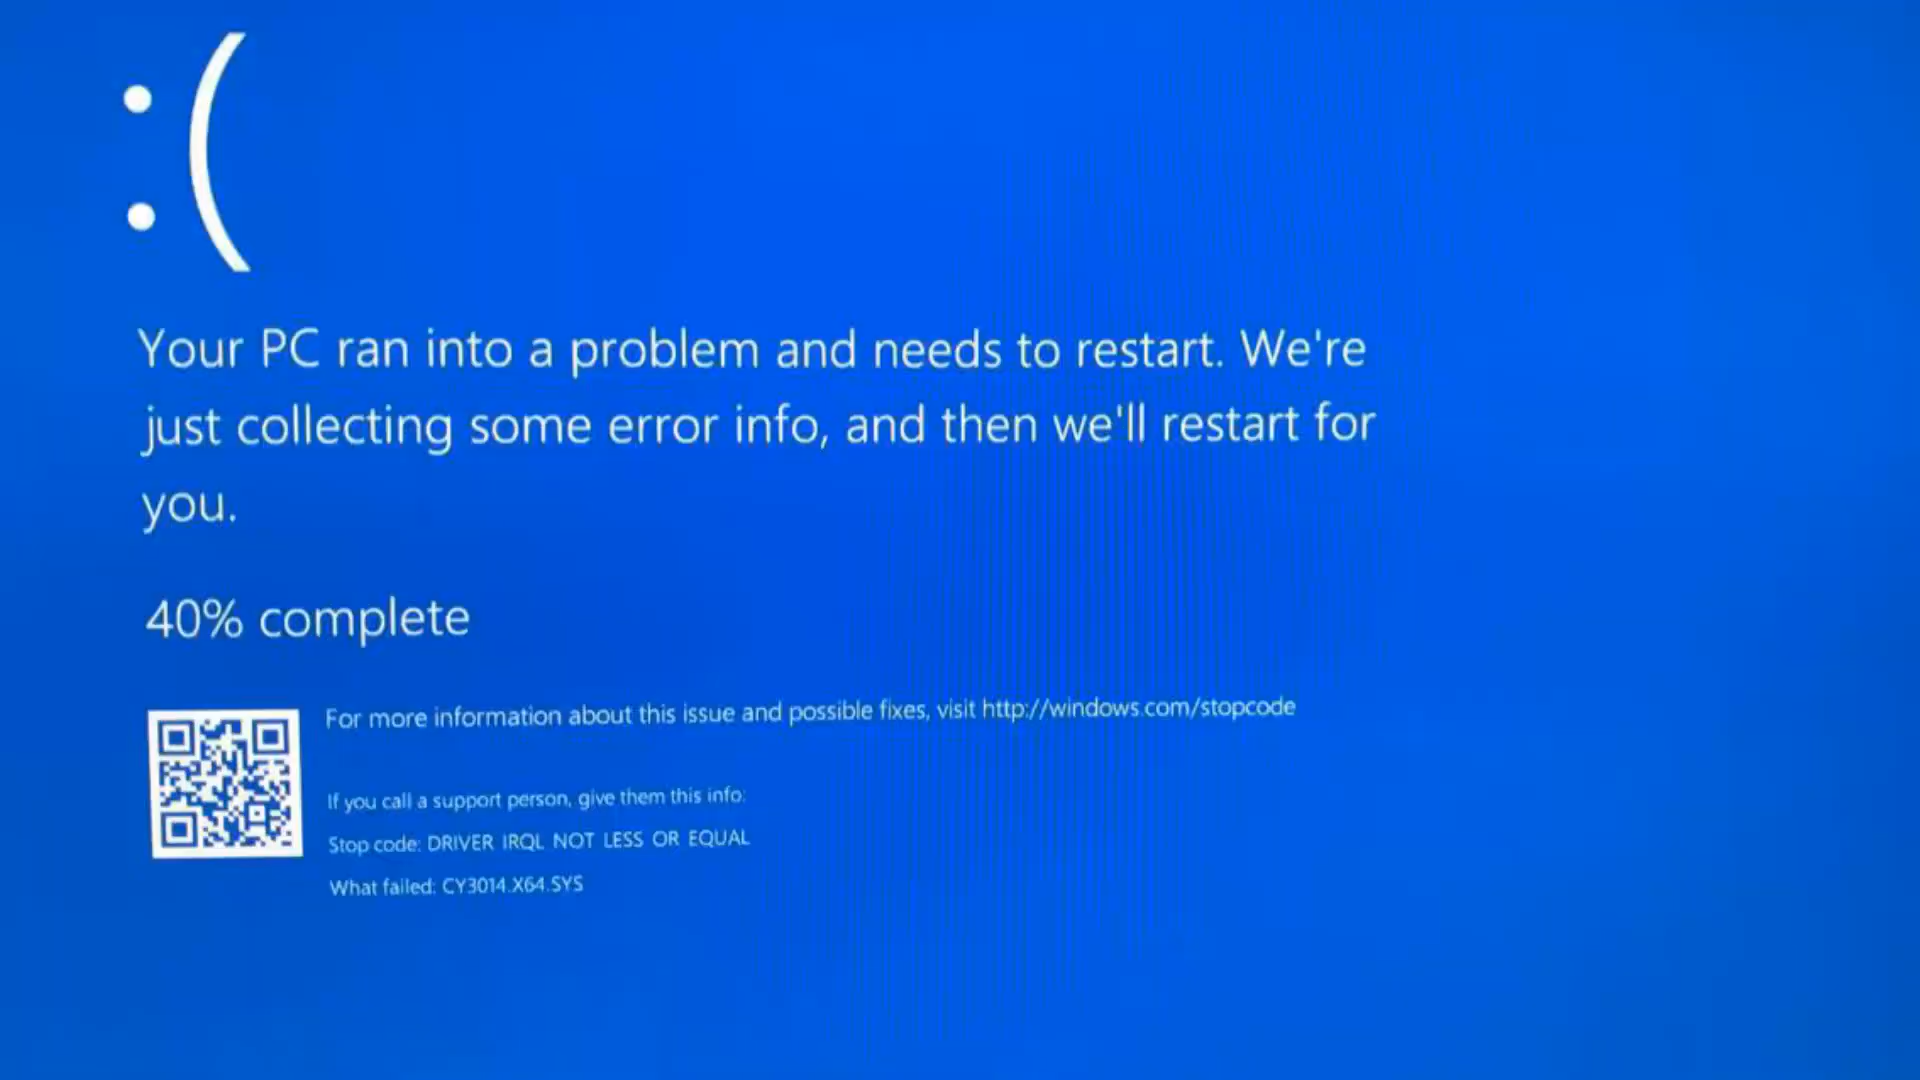 :(
Your PC ran into a problem and needs to restart. We're
just collecting some error info, and then we'll restart for
you.
40% complete
For more information about this issue and possible fixes, visit http://windows.com/stopcode
If you call a support person, give them this info:
Stop code: DRIVER IRQL NOT LESS OR EQUAL
What failed: CY3014.X64.SYS